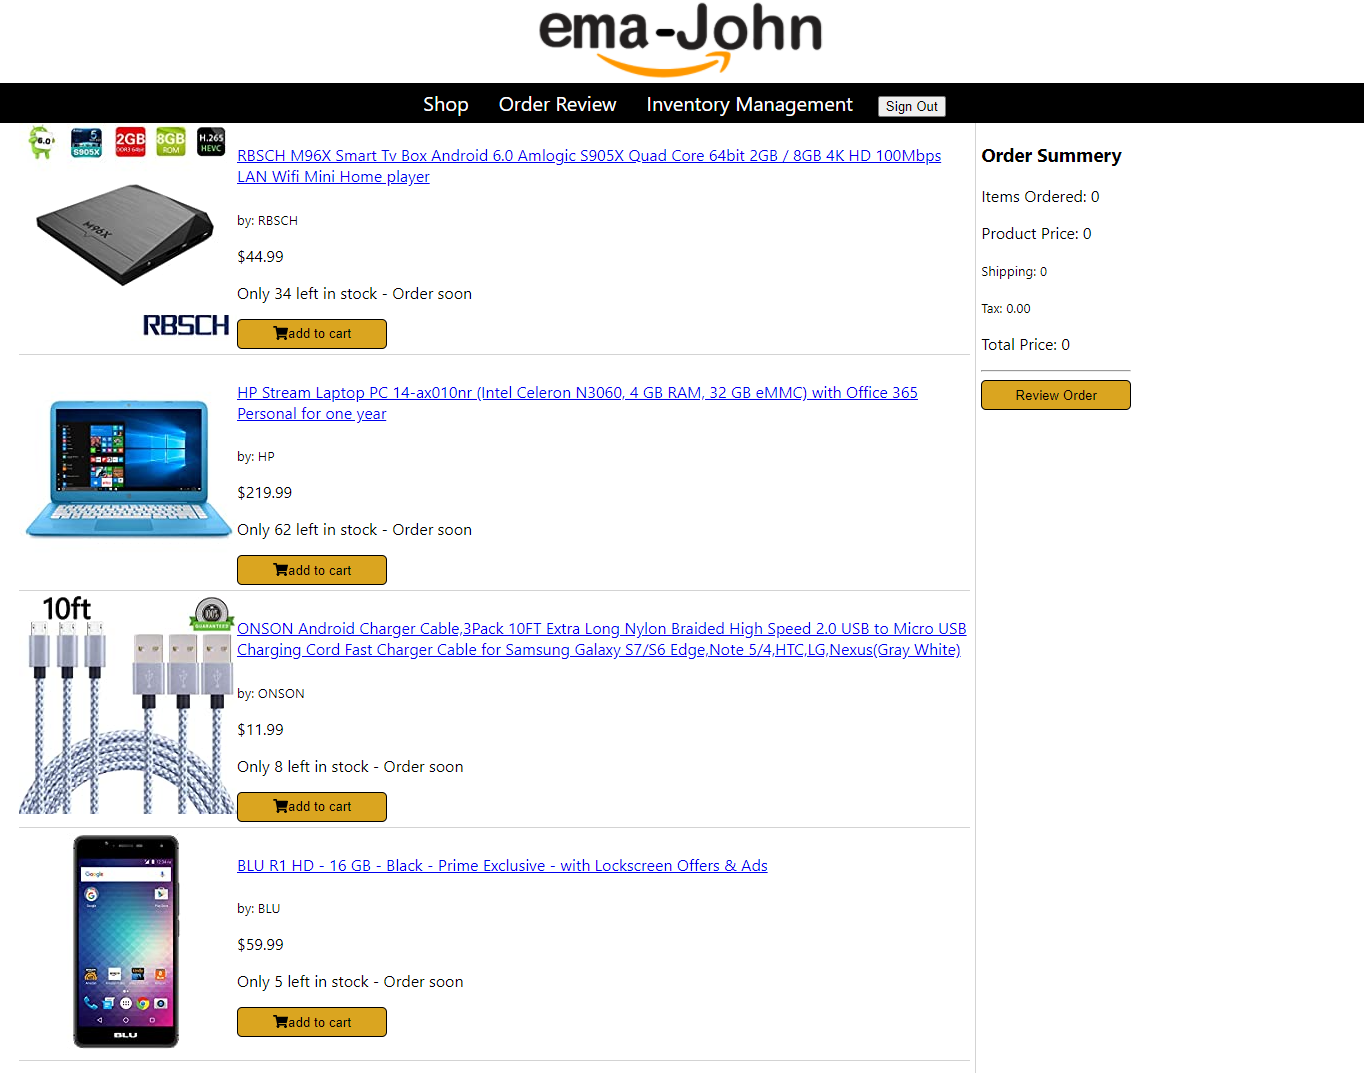 ema-John
Shop Order Review Inventory Management Sign Out
6.0 5 S905X 2GB DDR3 64bit 8GB ROM H.265 HEVC
RBSCH M96X Smart Tv Box Android 6.0 Amlogic S905X Quad Core 64bit 2GB / 8GB 4K HD 100Mbps
LAN Wifi Mini Home player
M96X
by: RBSCH
$44.99
Only 34 left in stock - Order soon
RBSCH
add to cart
HP Stream Laptop PC 14-ax010nr (Intel Celeron N3060, 4 GB RAM, 32 GB eMMC) with Office 365
Personal for one year
by: HP
$219.99
Only 62 left in stock - Order soon
add to cart
10ft
100%
GUARANTEED
ONSON Android Charger Cable,3Pack 10FT Extra Long Nylon Braided High Speed 2.0 USB to Micro USB
Charging Cord Fast Charger Cable for Samsung Galaxy S7/S6 Edge,Note 5/4,HTC,LG,Nexus(Gray White)
by: ONSON
$11.99
Only 8 left in stock - Order soon
add to cart
Google
BLU R1 HD - 16 GB - Black - Prime Exclusive - with Lockscreen Offers & Ads
by: BLU
$59.99
Only 5 left in stock - Order soon
add to cart
BLU
Order Summery
Items Ordered: 0
Product Price: 0
Shipping: 0
Tax: 0.00
Total Price: 0
Review Order